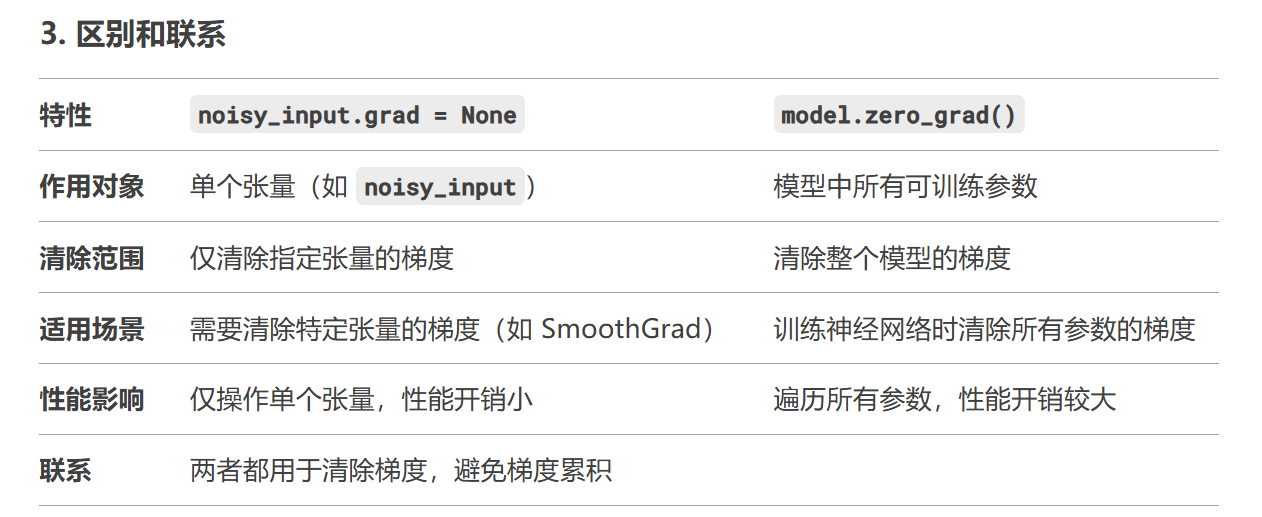 3. 区别和联系
特性 noisy_input.grad = None model.zero_grad()
作用对象 单个张量（如 noisy_input） 模型中所有可训练参数
清除范围 仅清除指定张量的梯度 清除整个模型的梯度
适用场景 需要清除特定张量的梯度（如 SmoothGrad） 训练神经网络时清除所有参数的梯度
性能影响 仅操作单个张量，性能开销小 遍历所有参数，性能开销较大
联系 两者都用于清除梯度，避免梯度累积